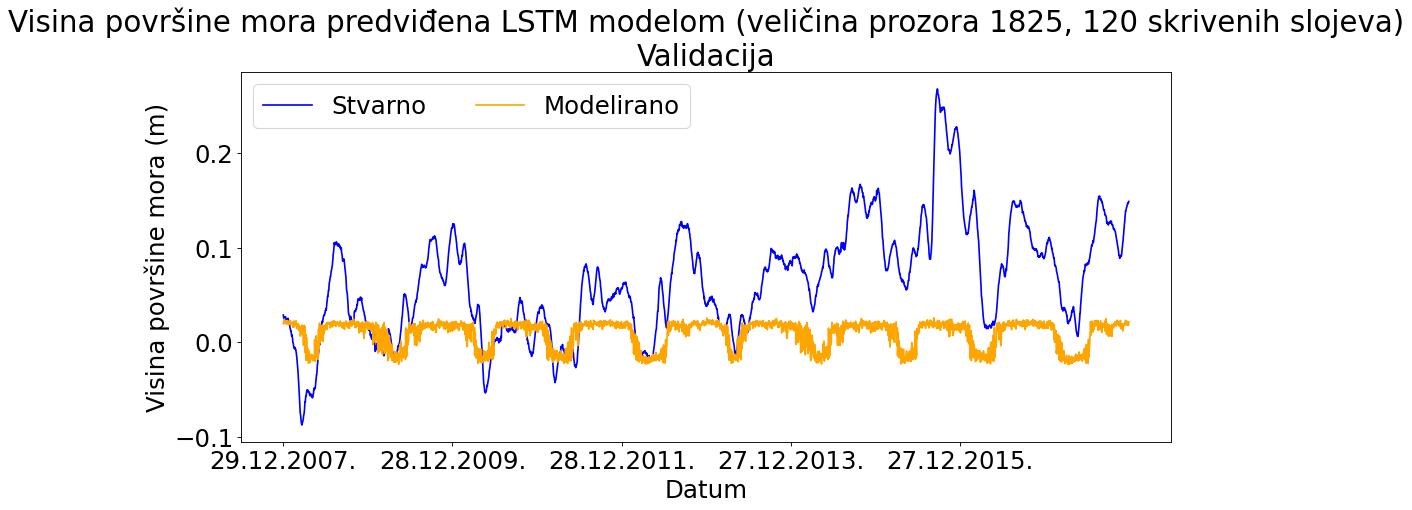 Visina površine mora predviđena LSTM modelom (veličina prozora 1825, 120 skrivenih slojeva)
Validacija
Stvarno
Modelirano
Visina površine mora (m)
0.2
0.1
0.0
−0.1
29.12.2007.
28.12.2009.
28.12.2011.
27.12.2013.
27.12.2015.
Datum